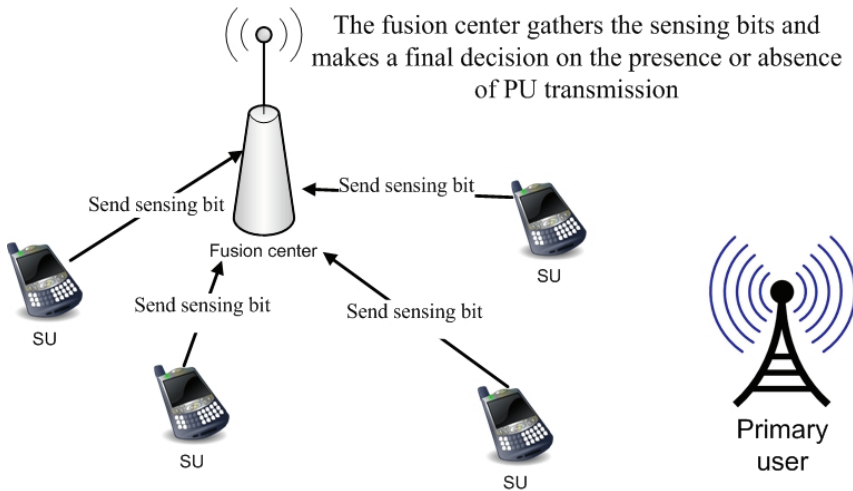 The fusion center gathers the sensing bits and
makes a final decision on the presence or absence
of PU transmission
Send sensing bit
Send sensing bit
Fusion center
SU
Send sensing bit
Send sensing bit
SU
SU
SU
Primary
user